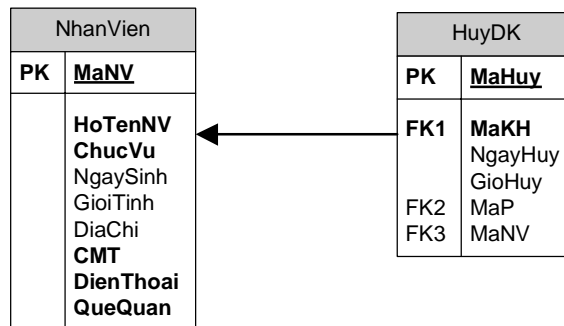 NhanVien
PK MaNV
HoTenNV
ChucVu
NgaySinh
GioiTinh
DiaChi
CMT
DienThoai
QueQuan
HuyDK
PK MaHuy
FK1 MaKH
NgayHuy
GioHuy
FK2 MaP
FK3 MaNV